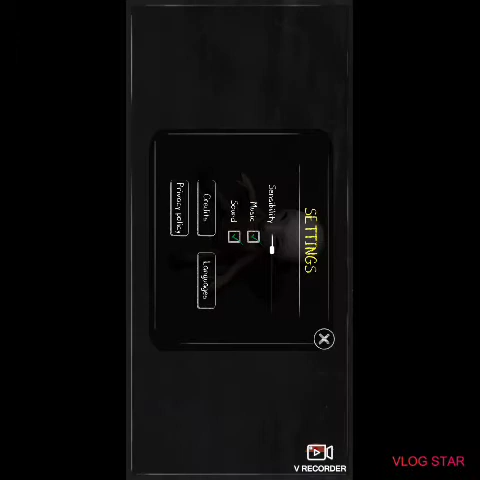 SETTINGS
Sensibility
Music
Sound
Credits
Languages
Privacy policy
V RECORDER
VLOG STAR